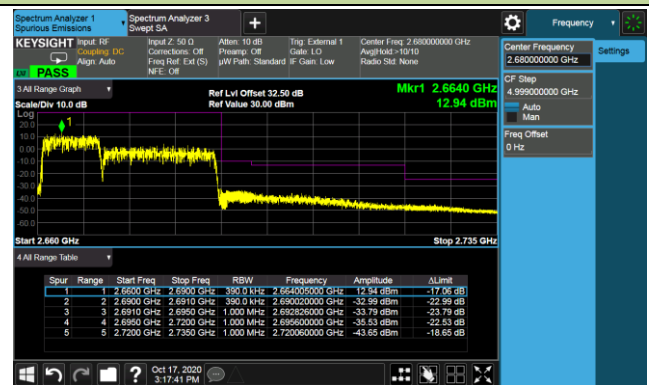 Spectrum Analyzer 1
Spurious Emissions
Spectrum Analyzer 3
Swept SA
Frequency
KEYSIGHT
Input: RF
Coupling: DC
Align: Auto
Input Z: 50 Ω
Corrections: Off
Freq Ref: Ext (S)
NFE: Off
Atten: 10 dB
Preamp: Off
µW Path: Standard
Trig: External 1
Gate: LO
IF Gain: Low
Center Freq: 2.680000000 GHz
Avg|Hold:>10/10
Radio Std: None
PASS
Center Frequency
2.680000000 GHz
Settings
CF Step
4.999000000 GHz
Auto
Man
Freq Offset
0 Hz
3 All Range Graph
Scale/Div 10.0 dB
Ref Lvl Offset 32.50 dB
Ref Value 30.00 dBm
Mkr1 2.6640 GHz
12.94 dBm
Log
20.0
10.0
0.00
-10.0
-20.0
-30.0
-40.0
-50.0
-60.0
1
Start 2.660 GHz
Stop 2.735 GHz
4 All Range Table
Spur Range Start Freq Stop Freq RBW Frequency Amplitude ΔLimit
1 1 2.6600 GHz 2.6900 GHz 390.0 kHz 2.664005000 GHz 12.94 dBm -17.06 dB
2 2 2.6900 GHz 2.6910 GHz 390.0 kHz 2.690020000 GHz -32.99 dBm -22.99 dB
3 3 2.6910 GHz 2.6950 GHz 1.000 MHz 2.692826000 GHz -33.79 dBm -23.79 dB
4 4 2.6950 GHz 2.7200 GHz 1.000 MHz 2.695600000 GHz -35.53 dBm -22.53 dB
5 5 2.7200 GHz 2.7350 GHz 1.000 MHz 2.720060000 GHz -43.65 dBm -18.65 dB
Oct 17, 2020
3:17:41 PM